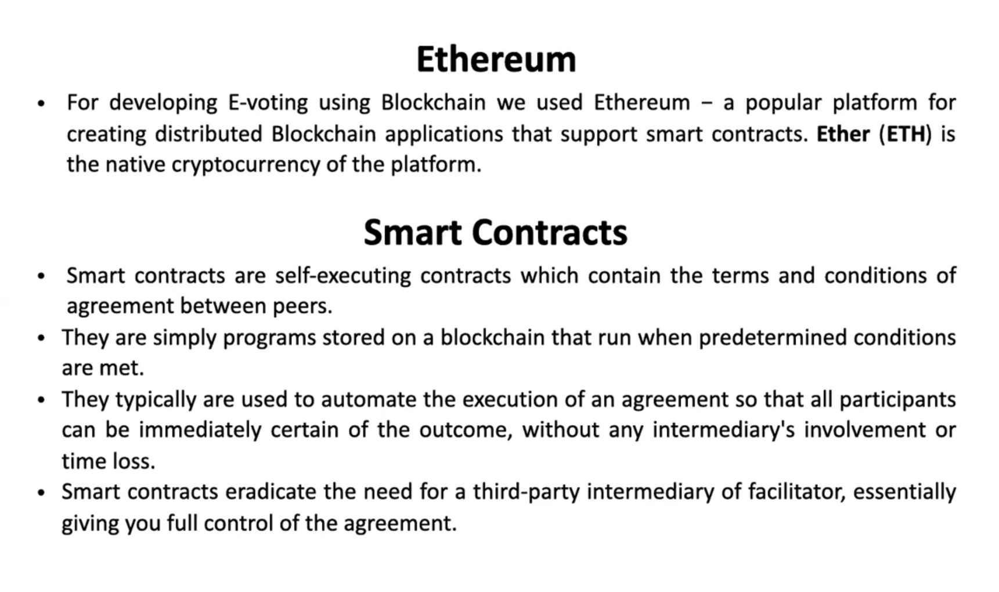 Ethereum
• For developing E-voting using Blockchain we used Ethereum – a popular platform for
creating distributed Blockchain applications that support smart contracts. Ether (ETH) is
the native cryptocurrency of the platform.
Smart Contracts
• Smart contracts are self-executing contracts which contain the terms and conditions of
agreement between peers.
• They are simply programs stored on a blockchain that run when predetermined conditions
are met.
• They typically are used to automate the execution of an agreement so that all participants
can be immediately certain of the outcome, without any intermediary's involvement or
time loss.
• Smart contracts eradicate the need for a third-party intermediary of facilitator, essentially
giving you full control of the agreement.